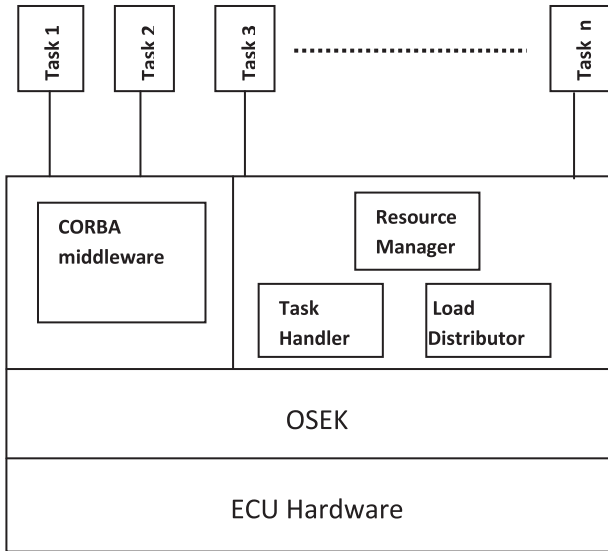 Task 1
Task 2
Task 3
Task n
CORBA
middleware
Resource
Manager
Task
Handler
Load
Distributor
OSEK
ECU Hardware